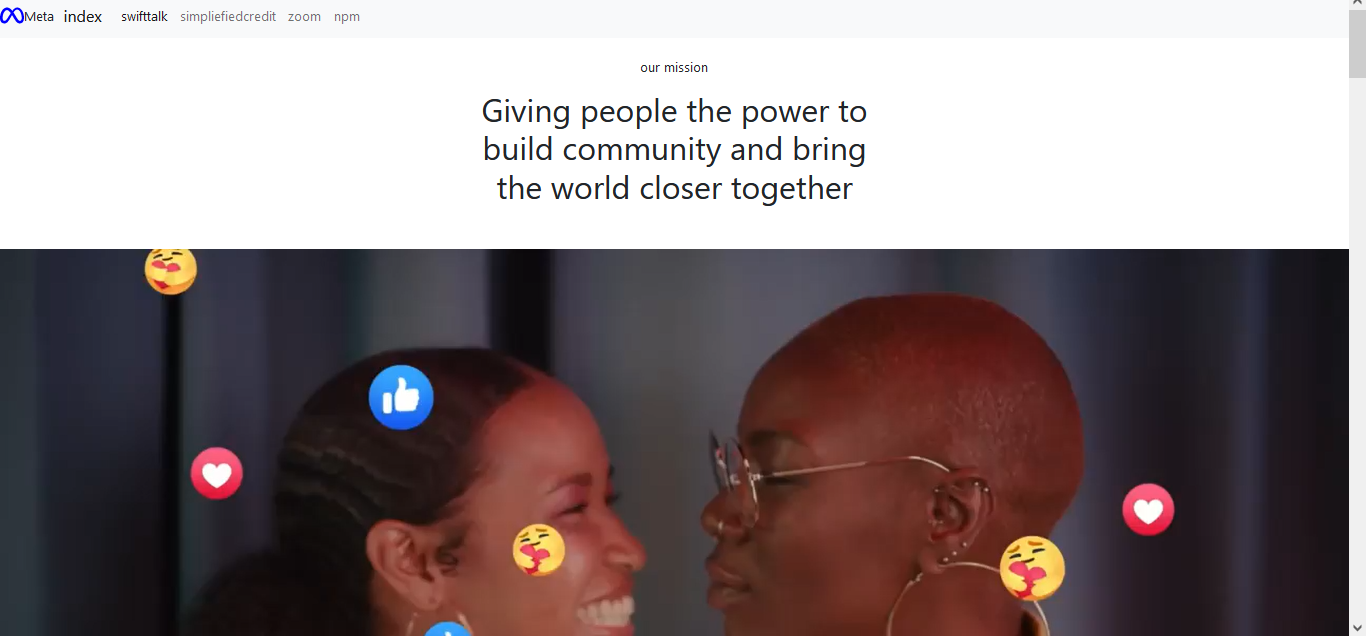 Meta index swifttalk simpliefiedcredit zoom npm
our mission
Giving people the power to
build community and bring
the world closer together